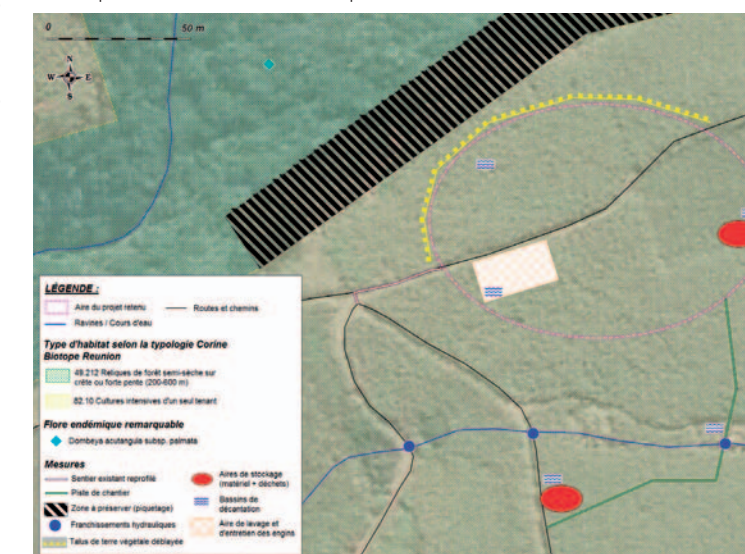 0 50 m
N
W E
S
LÉGENDE :
Aire du projet retenu
Routes et chemins
Ravines / Cours d'eau
Type d'habitat selon la typologie Corine
Biotope Reunion
49.212 Reliques de forêt semi-sèche sur
crête ou forte pente (200-600 m)
82.10 Cultures intensives d'un seul tenant
Flore endémique remarquable
Dombeya acutangula subsp. palmata
Mesures
Sentier existant reprofilé
Piste de chantier
Zone à préserver (piquetage)
Franchissements hydrauliques
Talus de terre végétale déblayée
Aires de stockage
(matériel + déchets)
Bassins de
décantation
Aire de lavage et
d'entretien des engins